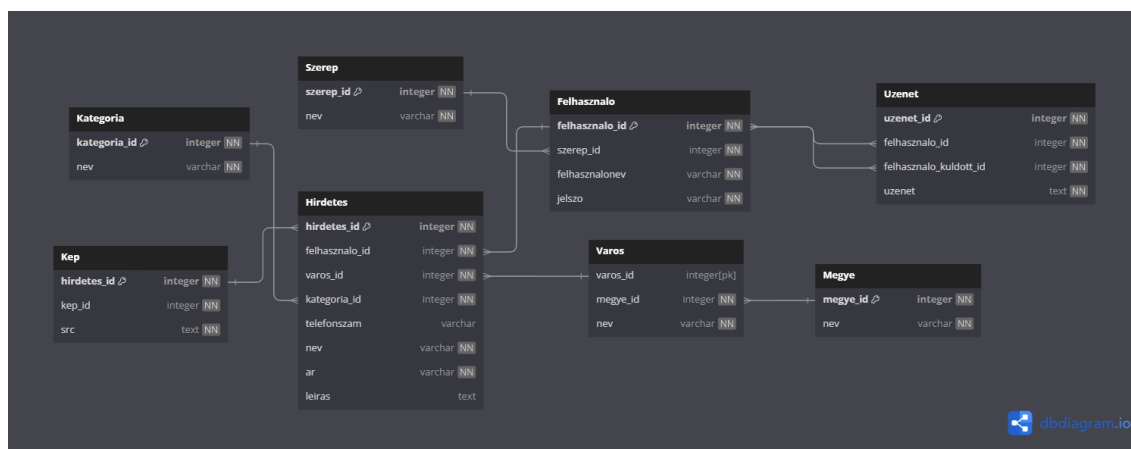 Szerep
szerep_id integer NN
nev varchar NN
Kategoria
kategoria_id integer NN
nev varchar NN
Felhasznalo
felhasznalo_id integer NN
szerep_id integer NN
felhasznalonev varchar NN
jelszo varchar NN
Uzenet
uzenet_id integer NN
felhasznalo_id integer NN
felhasznalo_kuldott_id integer NN
uzenet text NN
Hirdetes
hirdetes_id integer NN
felhasznalo_id integer NN
varos_id integer NN
kategoria_id integer NN
telefonszam varchar
nev varchar NN
ar varchar NN
leiras text
Kep
hirdetes_id integer NN
kep_id integer NN
src text NN
Varos
varos_id integer[pk]
megye_id integer NN
nev varchar NN
Megye
megye_id integer NN
nev varchar NN
dbdiagram.io